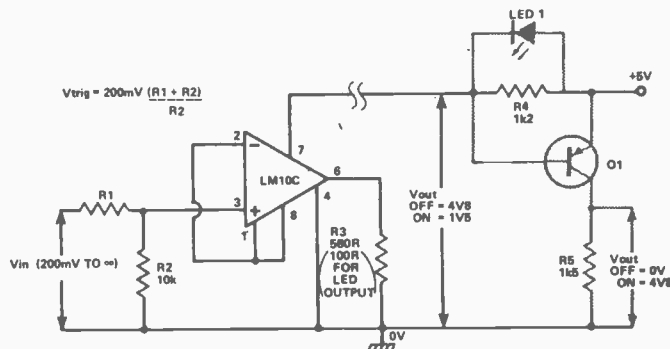 LED 1
+5V
Vtrig = 200mV (R1 + R2)
R2
R4
1k2
2
7
LM10C
6
O1
R1
3
8
4
1
Vout
OFF = 4V8
ON = 1V5
R3
560R
100R
FOR
LED
OUTPUT
Vin (200mV TO ∞)
R2
10k
R5
1k5
Vout
OFF = 0V
ON = 4V8
0V